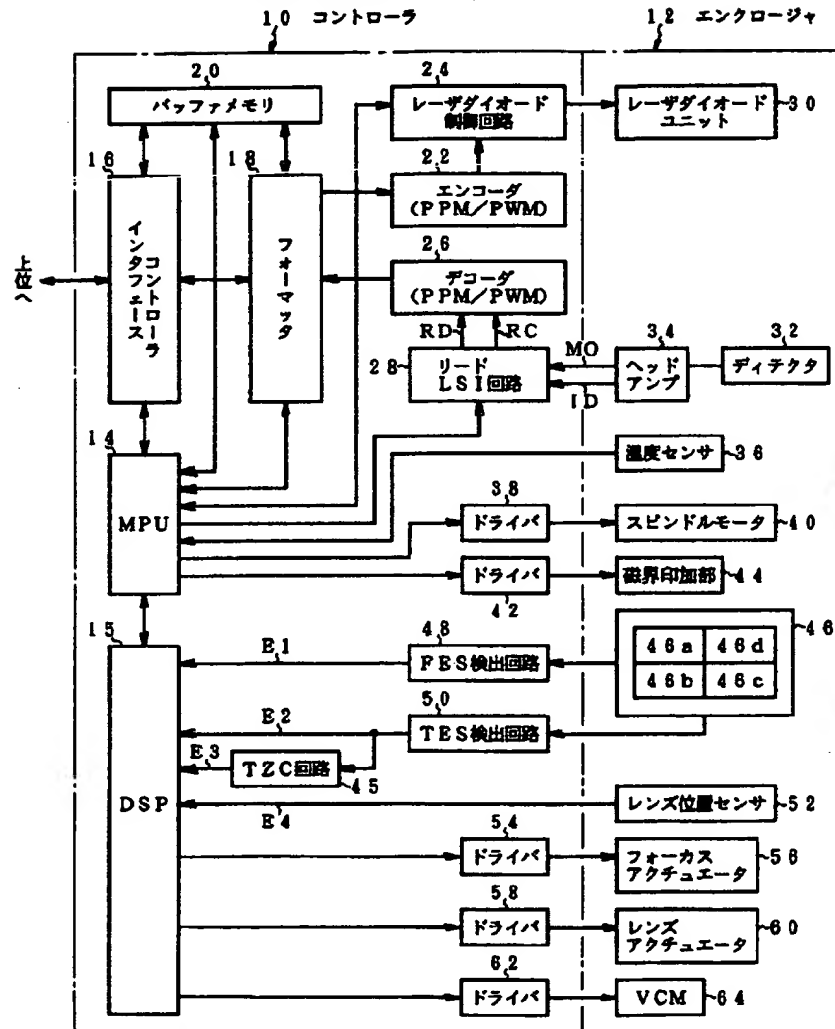 10 コントローラ
12 エンクロージャ
20
バッファメモリ
24
レーザダイオード
制御回路
レーザダイオード
ユニット
30
16
コントローラ
インタフェース
18
フォーマッタ
22
エンコーダ
(PPM/PWM)
26
デコーダ
(PPM/PWM)
上位へ
RD
RC
28
リード
LSI回路
MO
ID
34
ヘッド
アンプ
32
ディテクタ
14
MPU
温度センサ
36
38
ドライバ
スピンドルモータ
40
ドライバ
42
磁界印加部
44
15
DSP
E1
48
FES検出回路
46
46a
46d
46b
46c
E2
50
TES検出回路
E3
TZC回路
45
E4
レンズ位置センサ
52
54
ドライバ
フォーカス
アクチュエータ
56
58
ドライバ
レンズ
アクチュエータ
60
62
ドライバ
VCM
64